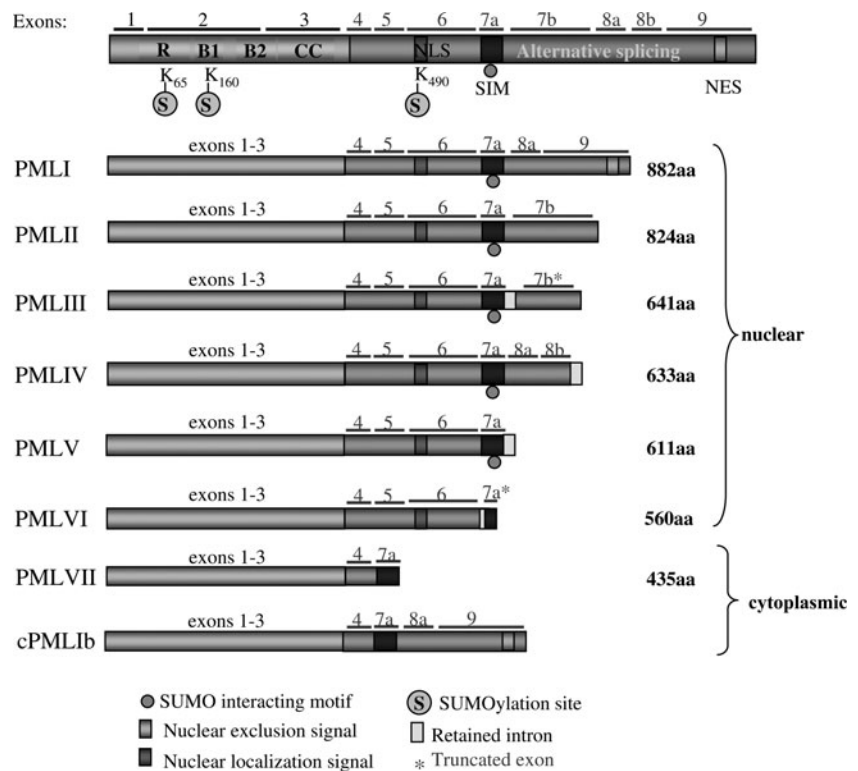 Exons: 1 2 3 4 5 6 7a 7b 8a 8b 9
R B1 B2 CC NLS Alternative splicing
K65 K160 K490 SIM NES
S S S
exons 1-3 4 5 6 7a 8a 9
PMLI 882aa
exons 1-3 4 5 6 7a 7b
PMLII 824aa
exons 1-3 4 5 6 7a 7b*
PMLIII 641aa
nuclear
exons 1-3 4 5 6 7a 8a 8b
PMLIV 633aa
exons 1-3 4 5 6 7a
PMLV 611aa
exons 1-3 4 5 6 7a*
PMLVI 560aa
exons 1-3 4 7a
PMLVII 435aa
cytoplasmic
exons 1-3 4 7a 8a 9
cPMLIb
SUMO interacting motif S SUMOylation site
Nuclear exclusion signal Retained intron
Nuclear localization signal * Truncated exon